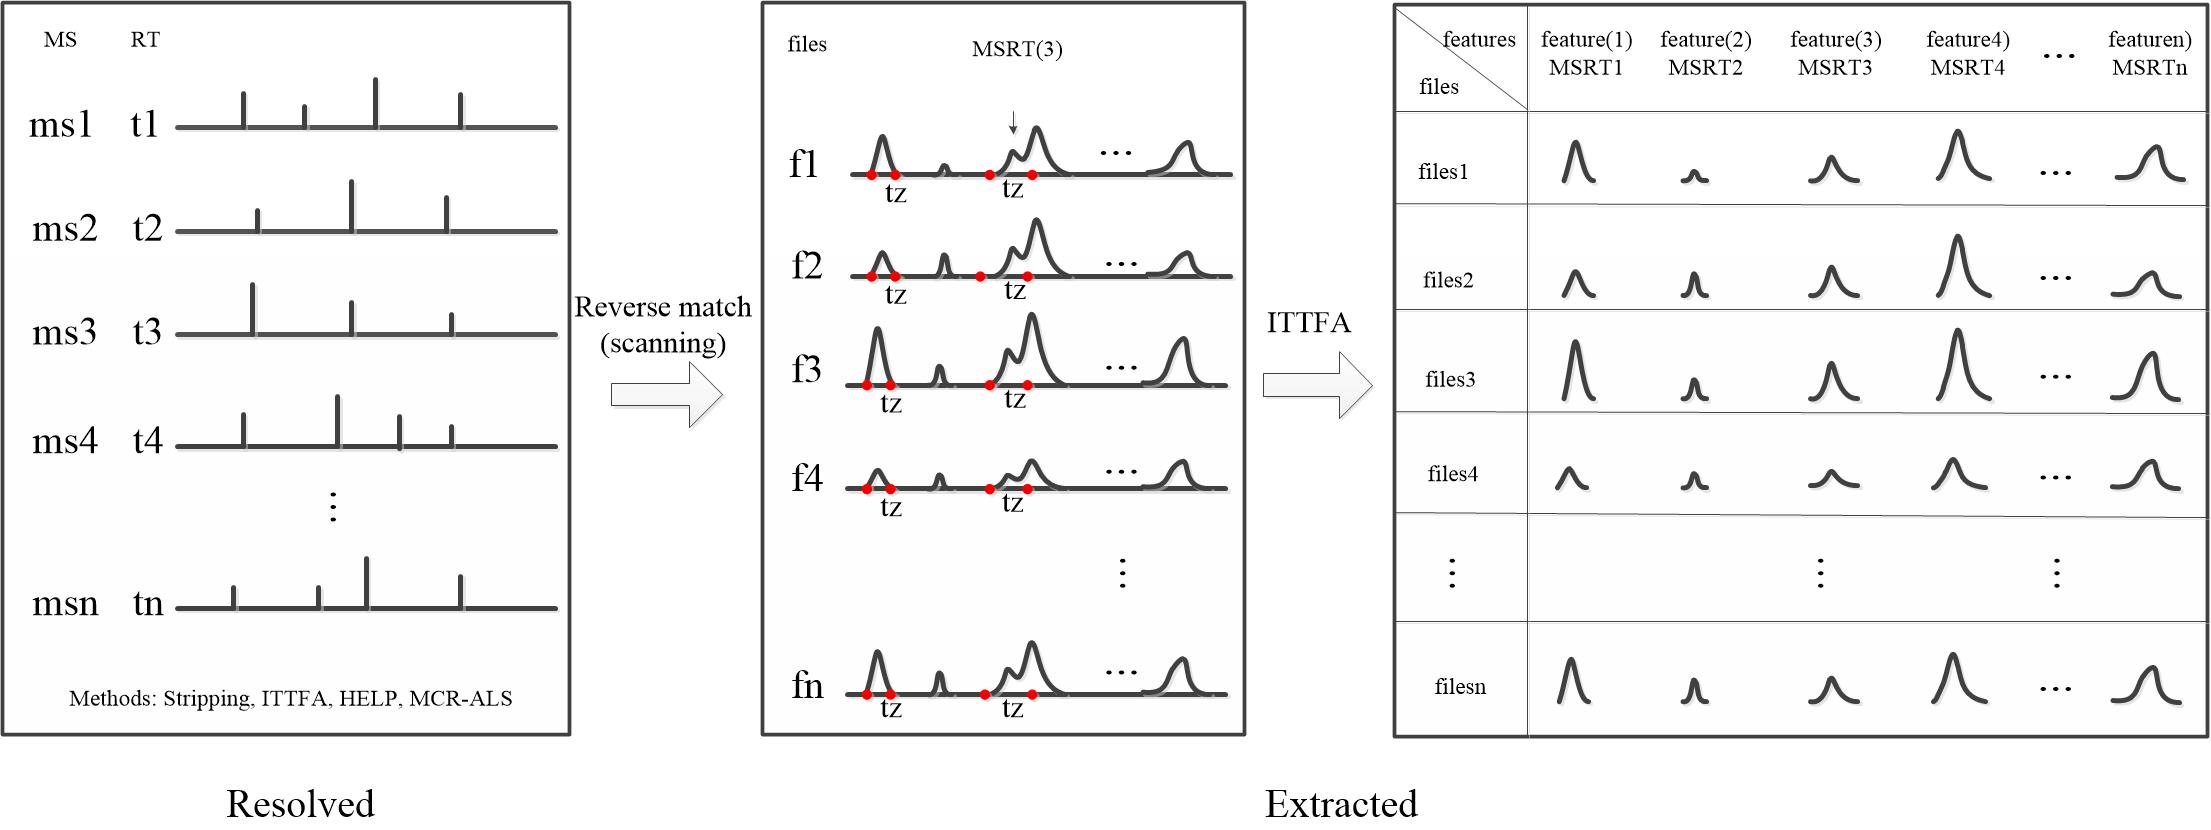 MS RT
ms1 t1
ms2 t2
ms3 t3
ms4 t4
⋮
msn tn
Methods: Stripping, ITTFA, HELP, MCR-ALS
Resolved
Reverse match
(scanning)
files MSRT(3)
f1 ...
tz tz
f2 ...
tz tz
f3 ...
tz tz
f4 ...
tz tz
⋮
fn ...
tz tz
ITTFA
features
files
feature(1) feature(2) feature(3) feature4) ... featuren)
MSRT1 MSRT2 MSRT3 MSRT4 MSRTn
files1 ...
files2 ...
files3 ...
files4 ...
⋮ ⋮ ⋮
filesn ...
Extracted